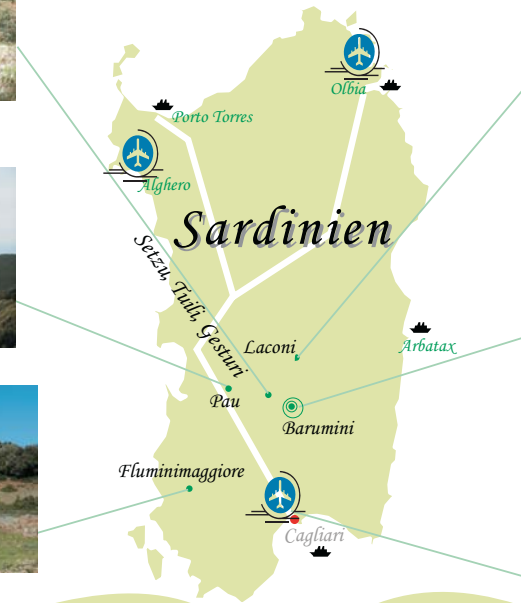 Olbia
Porto Torres
Alghero
Sardinien
Setzu, Tuili, Gesturi
Arbatax
Laconi
Pau
Barumini
Fluminimaggiore
Cagliari